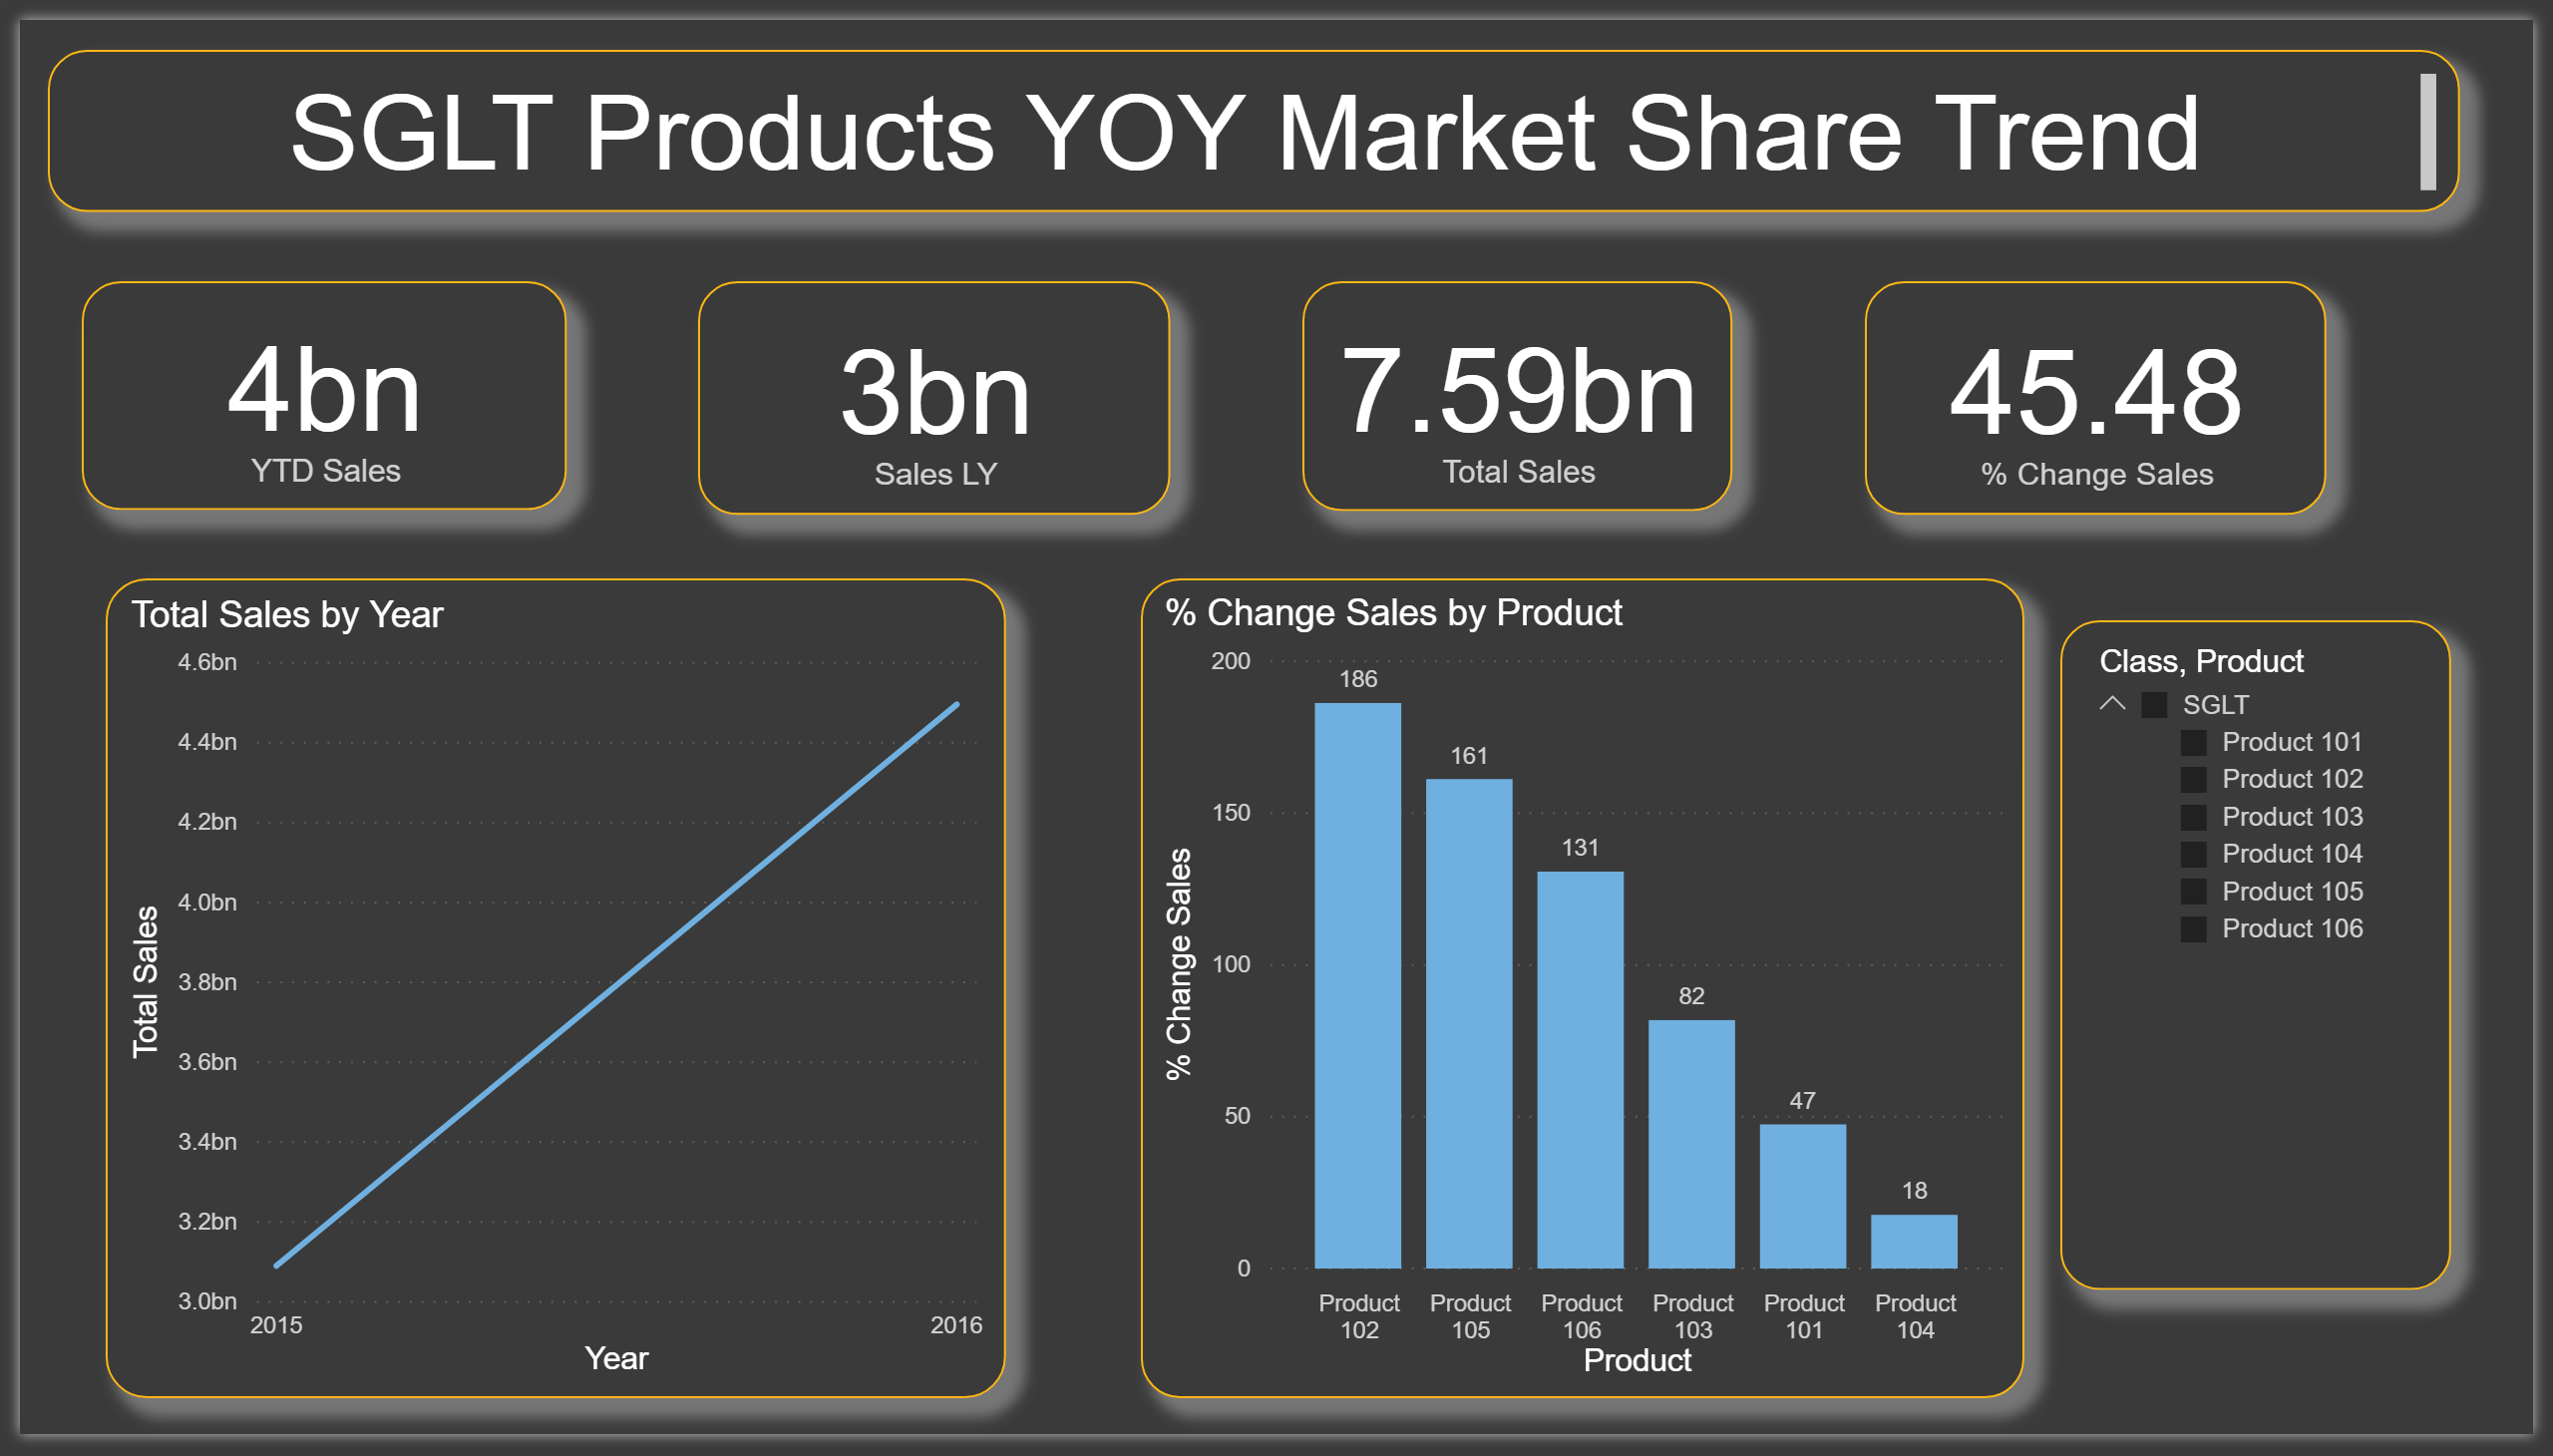 SGLT Products YOY Market Share Trend
4bn
YTD Sales
3bn
Sales LY
7.59bn
Total Sales
45.48
% Change Sales
Total Sales by Year
4.6bn
4.4bn
4.2bn
4.0bn
3.8bn
3.6bn
3.4bn
3.2bn
3.0bn
Total Sales
2015
2016
Year
% Change Sales by Product
200
150
100
50
0
% Change Sales
186
161
131
82
47
18
Product
102
Product
105
Product
106
Product
103
Product
101
Product
104
Product
Class, Product
SGLT
Product 101
Product 102
Product 103
Product 104
Product 105
Product 106